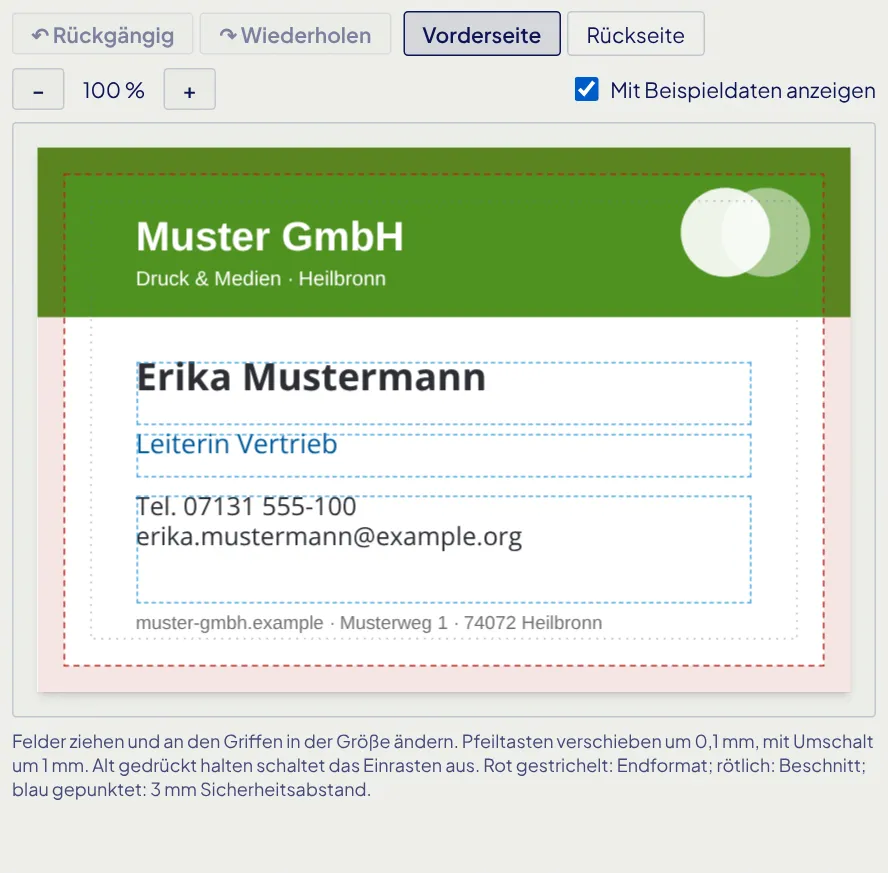 ↶ Rückgängig ↷ Wiederholen Vorderseite Rückseite
– 100 % + Mit Beispieldaten anzeigen
Muster GmbH
Druck & Medien · Heilbronn
Erika Mustermann
Leiterin Vertrieb
Tel. 07131 555-100
erika.mustermann@example.org
muster-gmbh.example · Musterweg 1 · 74072 Heilbronn
Felder ziehen und an den Griffen in der Größe ändern. Pfeiltasten verschieben um 0,1 mm, mit Umschalt
um 1 mm. Alt gedrückt halten schaltet das Einrasten aus. Rot gestrichelt: Endformat; rötlich: Beschnitt;
blau gepunktet: 3 mm Sicherheitsabstand.